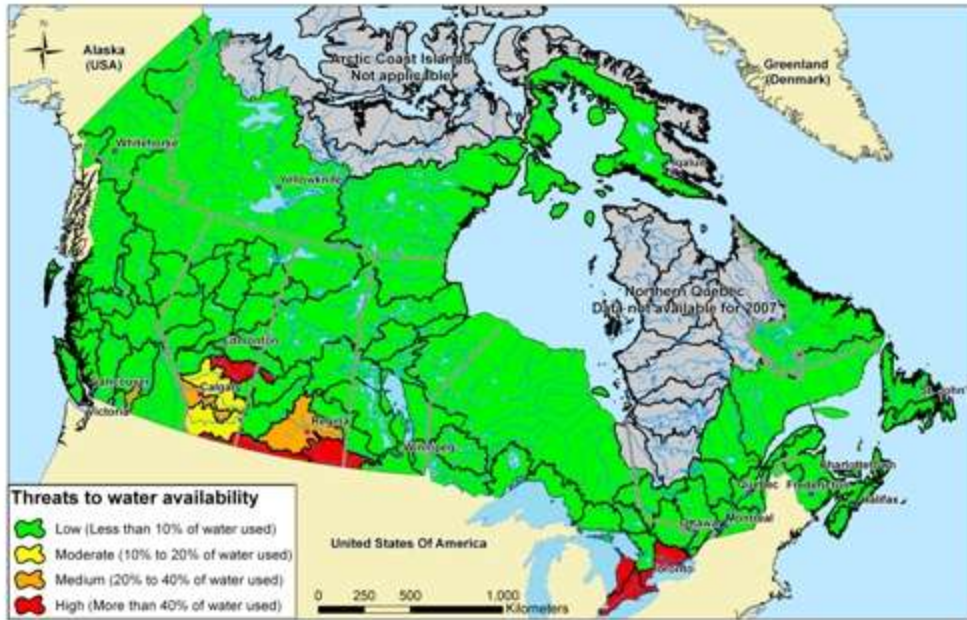 N
Alaska
(USA)
Arctic Coast Islands
Not applicable
Greenland
(Denmark)
Whitehorse
Yellowknife
Iqaluit
Northern Quebec
Data not available for 2007
Edmonton
Calgary
Vancouver
Victoria
Regina
Winnipeg
St. John'
Charlottetown
Quebec
Fredericton
Halifax
Montreal
Ottawa
Toronto
United States Of America
Threats to water availability
Low (Less than 10% of water used)
Moderate (10% to 20% of water used)
Medium (20% to 40% of water used)
High (More than 40% of water used)
0 250 500 1,000
Kilometers